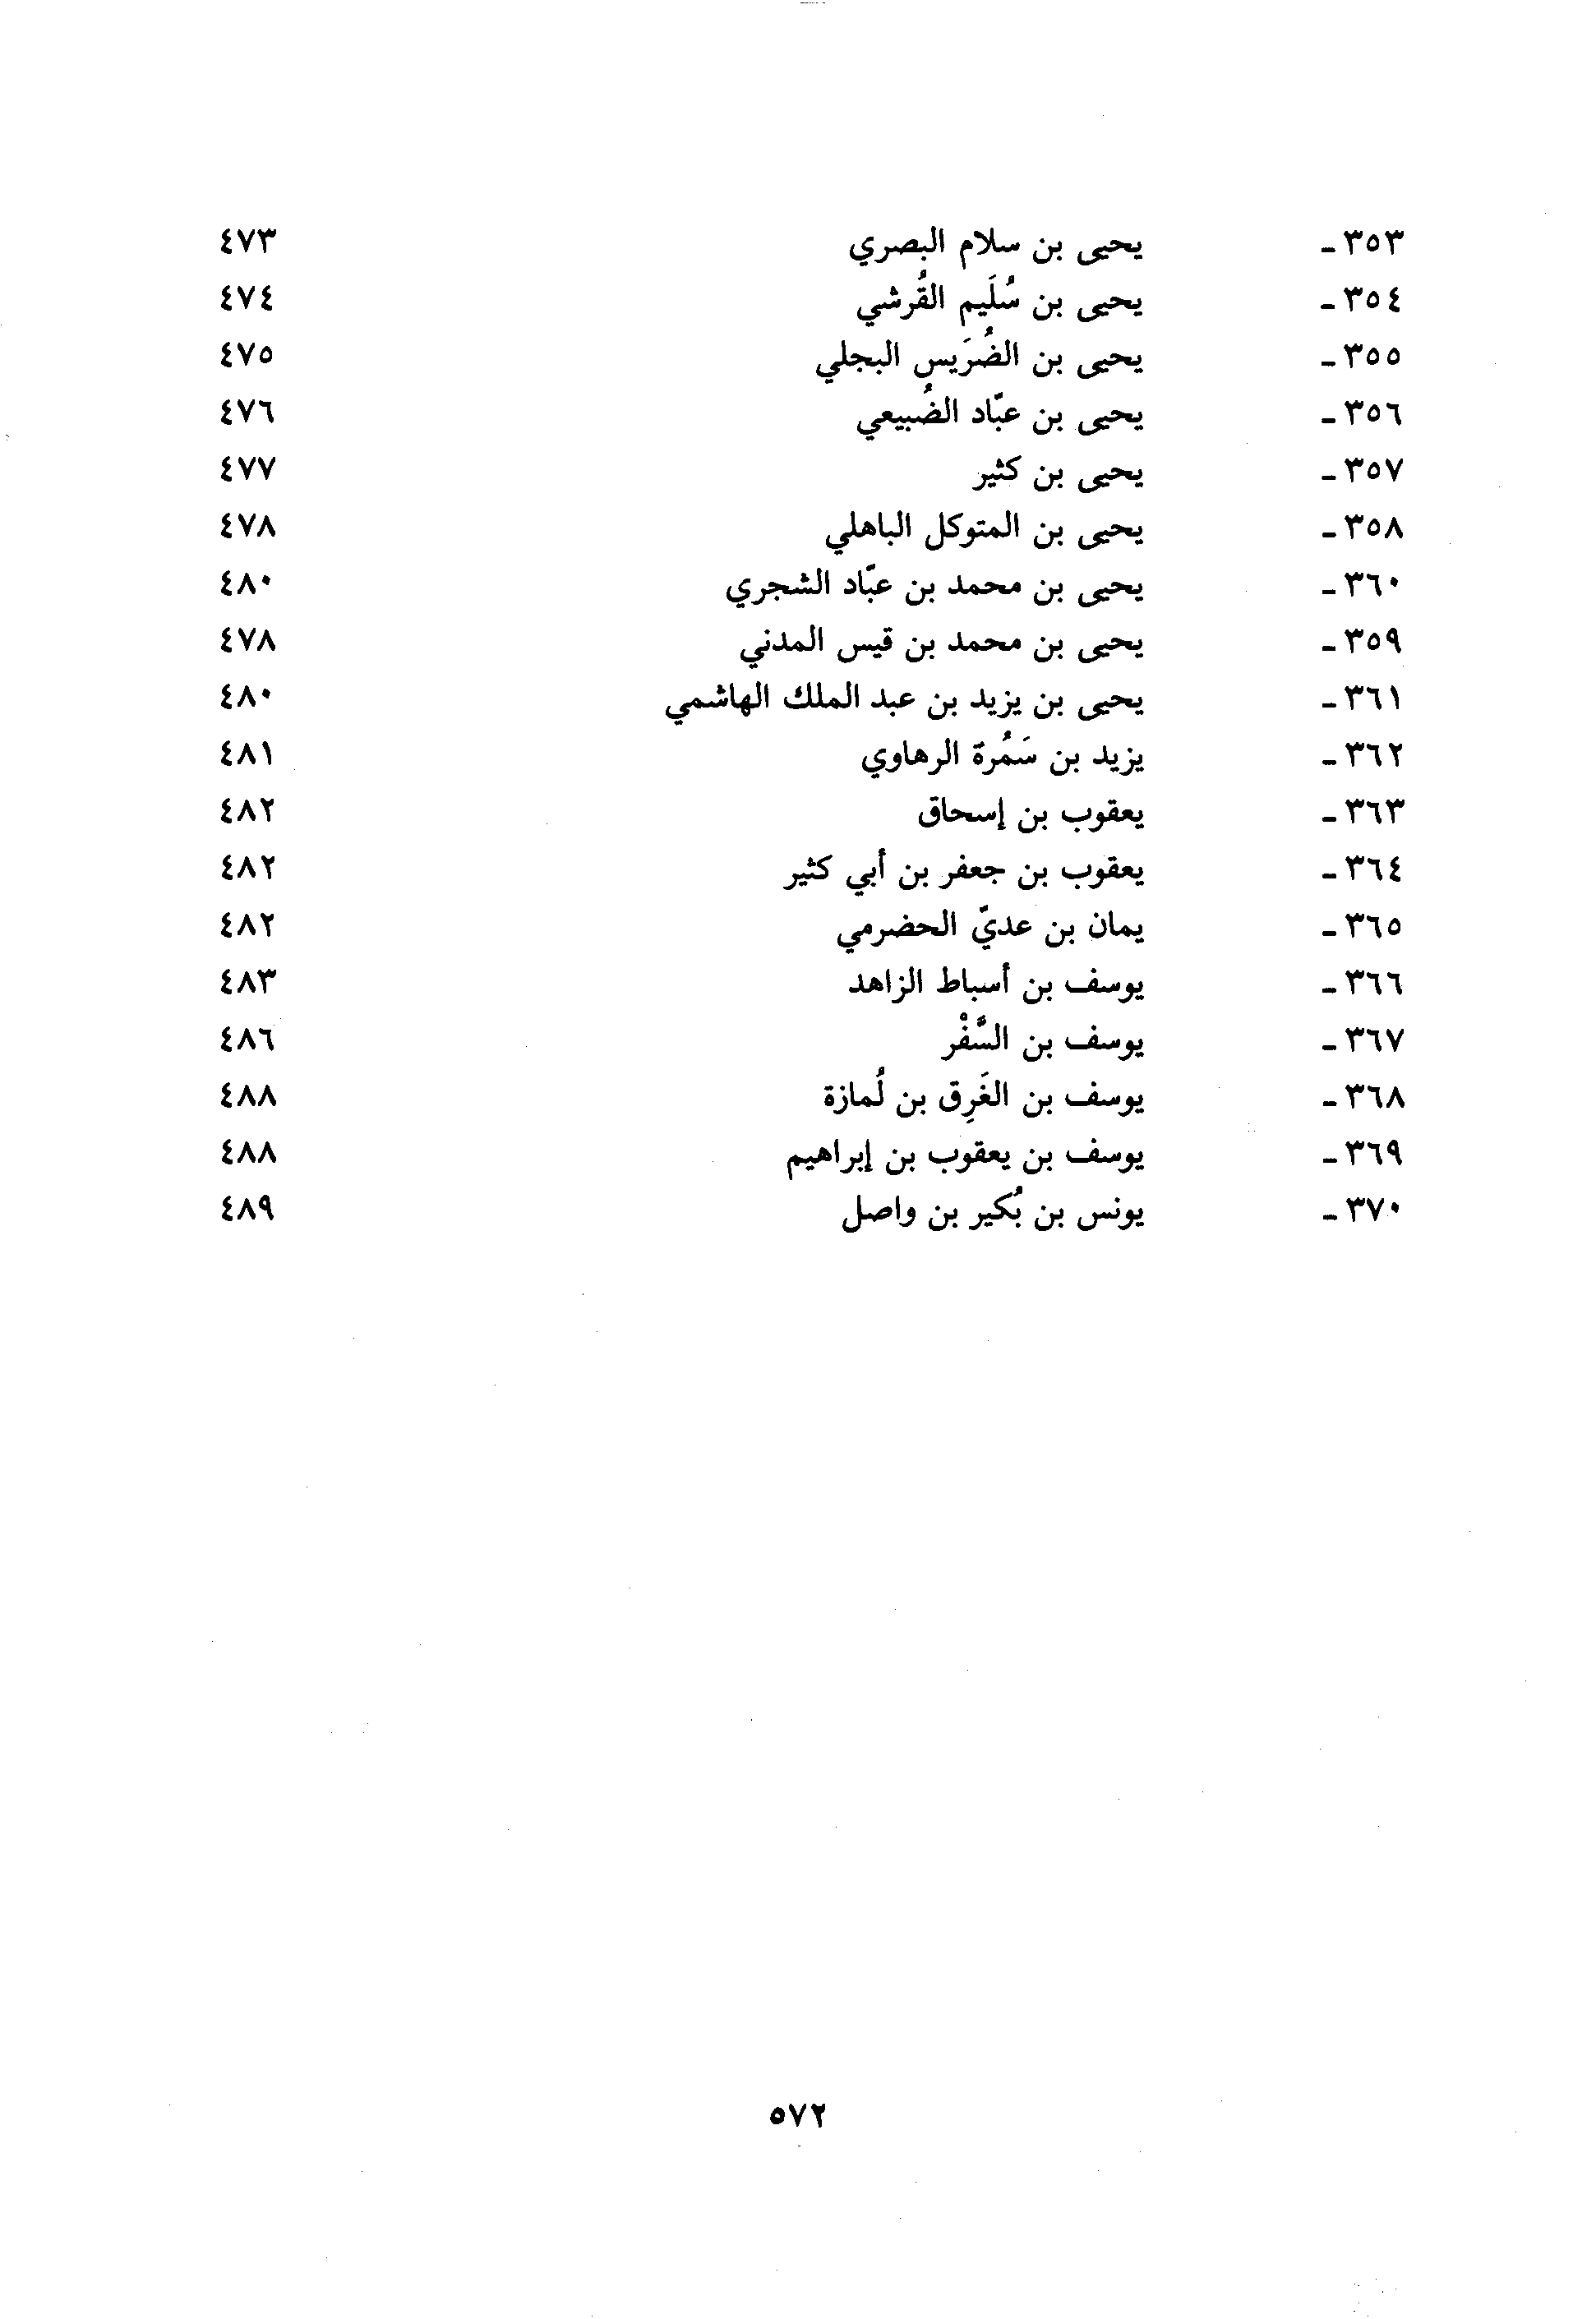 ٣٥٣ ـ يحيى بن سلام البصري ٤٧٣
٣٥٤ ـ يحيى بن سُلَيم القُرشي ٤٧٤
٣٥٥ ـ يحيى بن الضُرَيس البجلي ٤٧٥
٣٥٦ ـ يحيى بن عبّاد الضُبيعي ٤٧٦
٣٥٧ ـ يحيى بن كثير ٤٧٧
٣٥٨ ـ يحيى بن المتوكل الباهلي ٤٧٨
٣٦٠ ـ يحيى بن محمد بن عبّاد الشجري ٤٨٠
٣٥٩ ـ يحيى بن محمد بن قيس المدني ٤٧٨
٣٦١ ـ يحيى بن يزيد بن عبد الملك الهاشمي ٤٨٠
٣٦٢ ـ يزيد بن سَمُرة الرهاوي ٤٨١
٣٦٣ ـ يعقوب بن إسحاق ٤٨٢
٣٦٤ ـ يعقوب بن جعفر بن أبي كثير ٤٨٢
٣٦٥ ـ يمان بن عديّ الحضرمي ٤٨٢
٣٦٦ ـ يوسف بن أسباط الزاهد ٤٨٣
٣٦٧ ـ يوسف بن السَّفْر ٤٨٦
٣٦٨ ـ يوسف بن الغَرِق بن لُمازة ٤٨٨
٣٦٩ ـ يوسف بن يعقوب بن إبراهيم ٤٨٨
٣٧٠ ـ يونس بن بُكير بن واصل ٤٨٩
٥٧٢